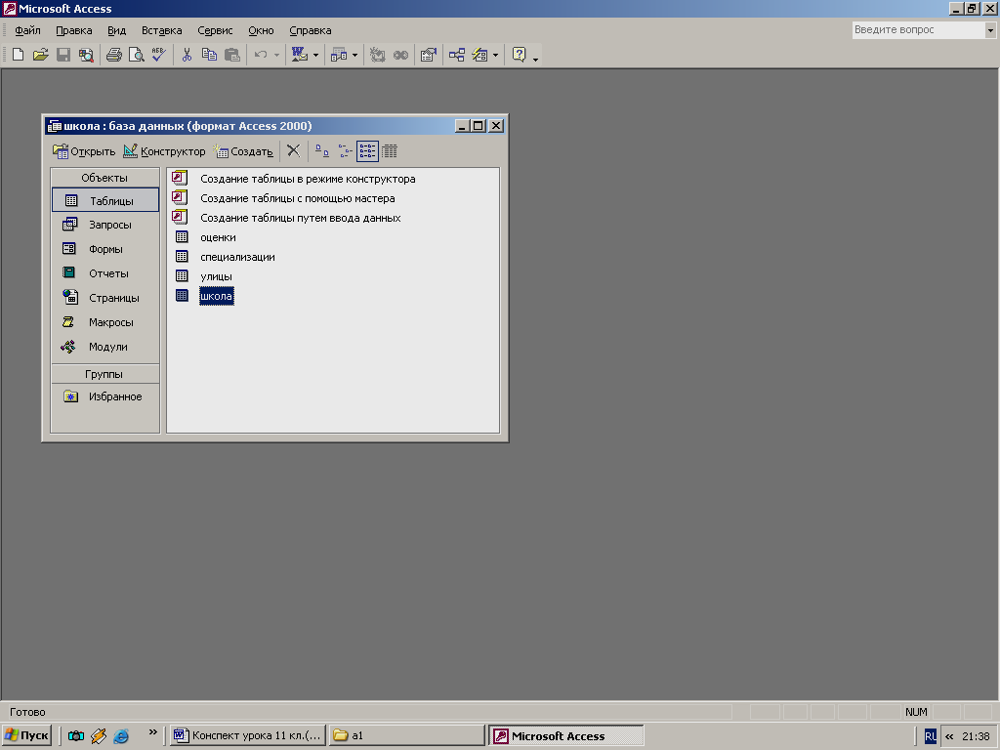 Microsoft Access
Файл Правка Вид Вставка Сервис Окно Справка
Введите вопрос
школа : база данных (формат Access 2000)
Открыть Конструктор Создать
Объекты
Таблицы
Запросы
Формы
Отчеты
Страницы
Макросы
Модули
Группы
Избранное
Создание таблицы в режиме конструктора
Создание таблицы с помощью мастера
Создание таблицы путем ввода данных
оценки
специализации
улицы
школа
Готово
NUM
Пуск
»
Конспект урока 11 кл.(...
a1
Microsoft Access
RL
«
21:38